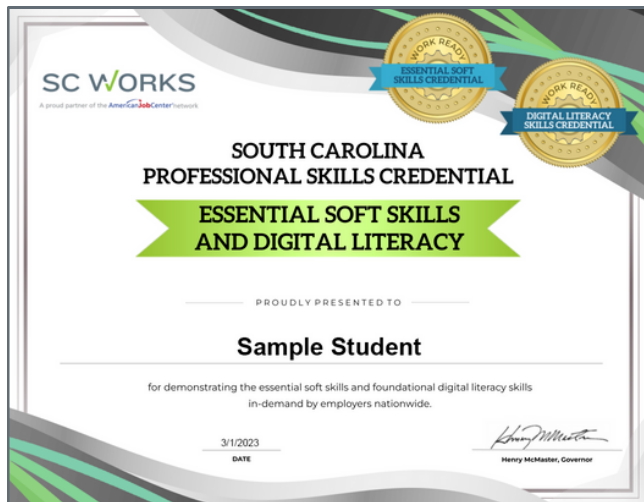 SC WORKS
A proud partner of the AmericanJobCenter network
WORK READY
ESSENTIAL SOFT
SKILLS CREDENTIAL
WORK READY
DIGITAL LITERACY
SKILLS CREDENTIAL
SOUTH CAROLINA
PROFESSIONAL SKILLS CREDENTIAL
ESSENTIAL SOFT SKILLS
AND DIGITAL LITERACY
PROUDLY PRESENTED TO
Sample Student
for demonstrating the essential soft skills and foundational digital literacy skills
in-demand by employers nationwide.
3/1/2023
DATE
Henry McMaster
Henry McMaster, Governor